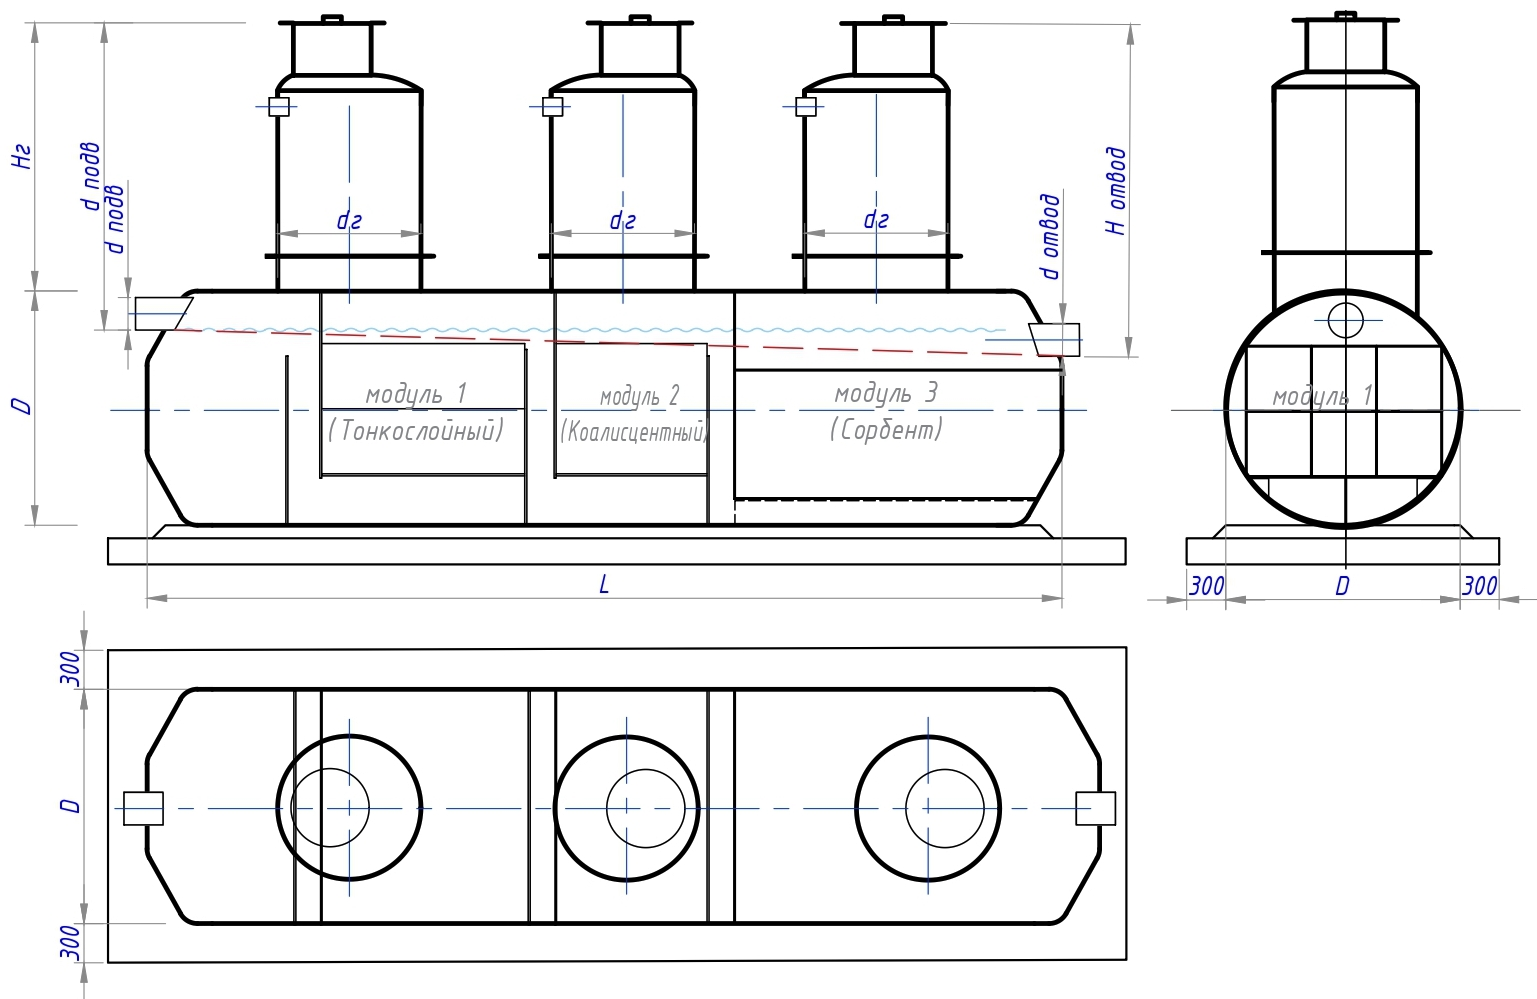 Hг
d подв
d подв
dг
dг
dг
d отвод
H отвод
D
модуль 1
(Тонкослойный)
модуль 2
(Коалисцентный)
модуль 3
(Сорбент)
модуль 1
L
300
D
300
300
D
300